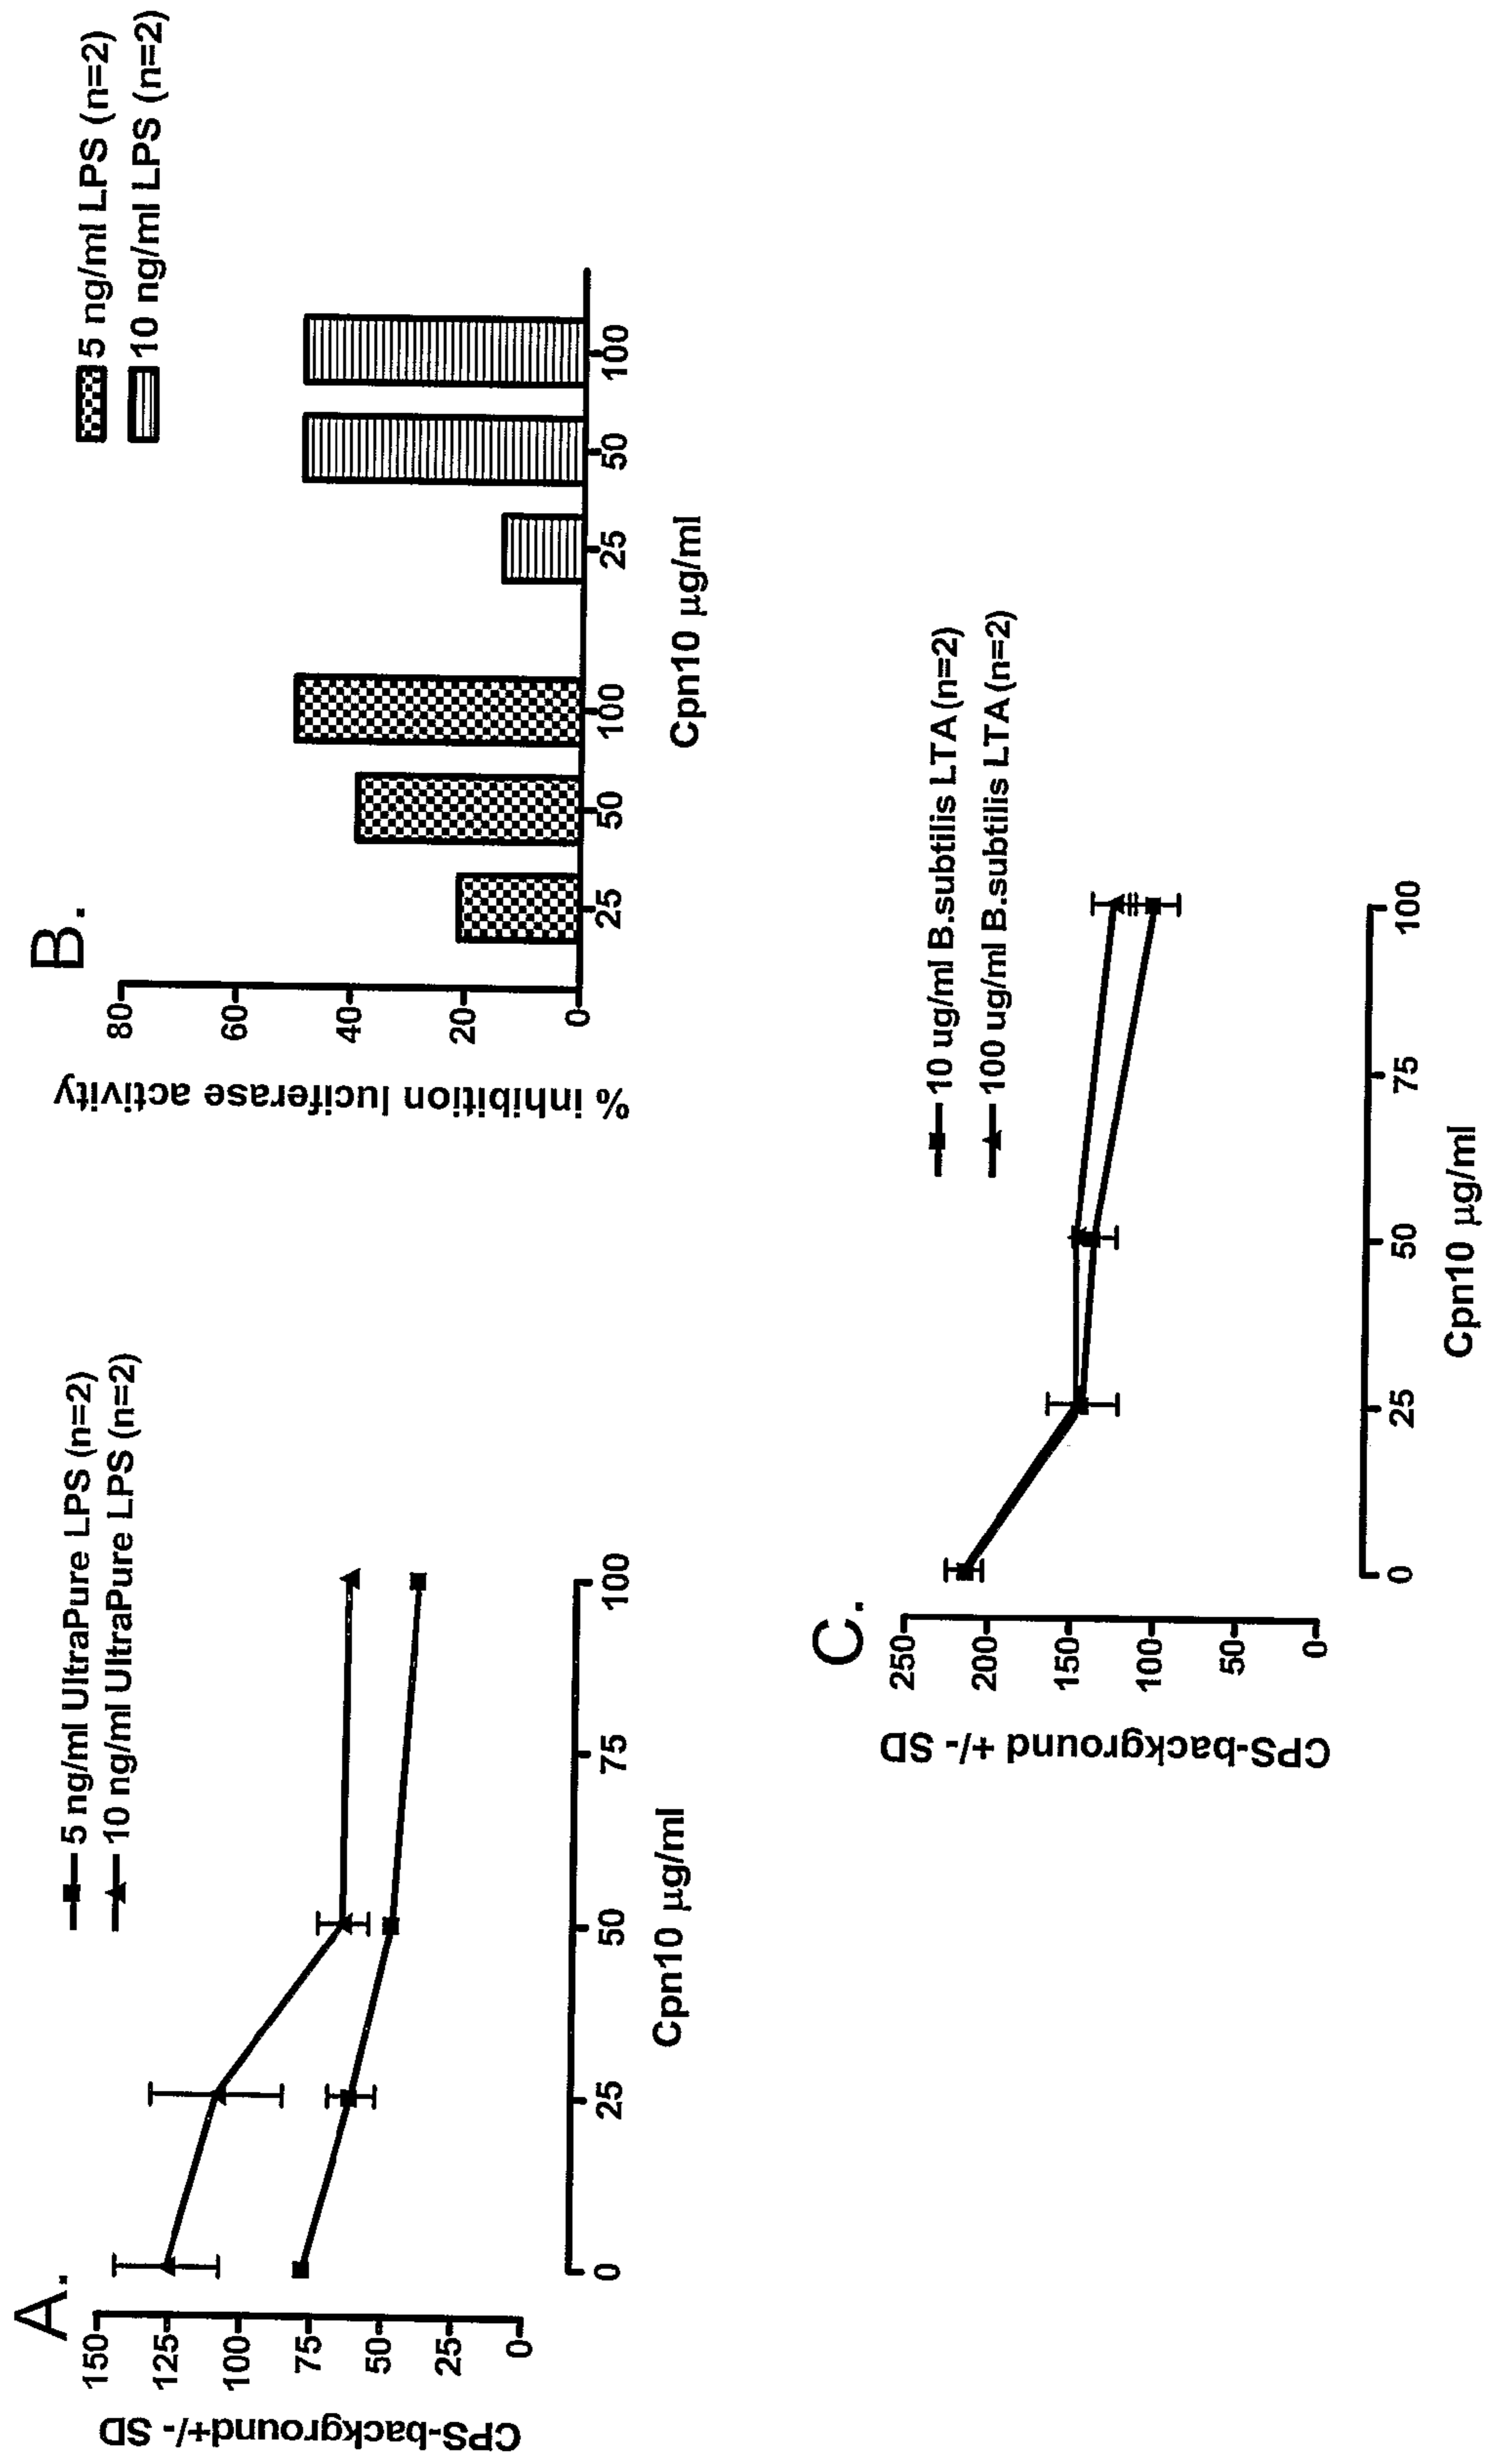 A.
5 ng/ml UltraPure LPS (n=2)
10 ng/ml UltraPure LPS (n=2)
CPS-background+/- SD
150
125
100
75
50
25
0
0
25
50
75
100
Cpn10 µg/ml
B.
5 ng/ml LPS (n=2)
10 ng/ml LPS (n=2)
% inhibition luciferase activity
80
60
40
20
0
25
50
100
25
50
100
Cpn10 µg/ml
C.
10 ug/ml B.subtilis LTA (n=2)
100 ug/ml B.subtilis LTA (n=2)
CPS-background +/- SD
250
200
150
100
50
0
0
25
50
75
100
Cpn10 µg/ml